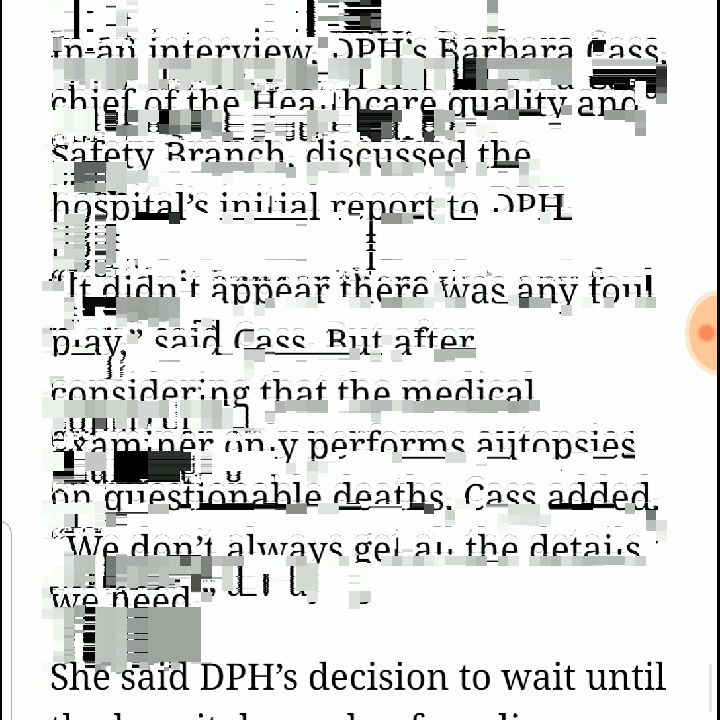 In an interview, DPH's Barbara Cass,
chief of the Healthcare quality and
Safety Branch, discussed the
hospital's initial report to DPH.
“It didn't appear there was any foul
play,” said Cass. But after
considering that the medical
examiner only performs autopsies
on questionable deaths, Cass added,
“We don't always get all the details
we need.”
She said DPH's decision to wait until